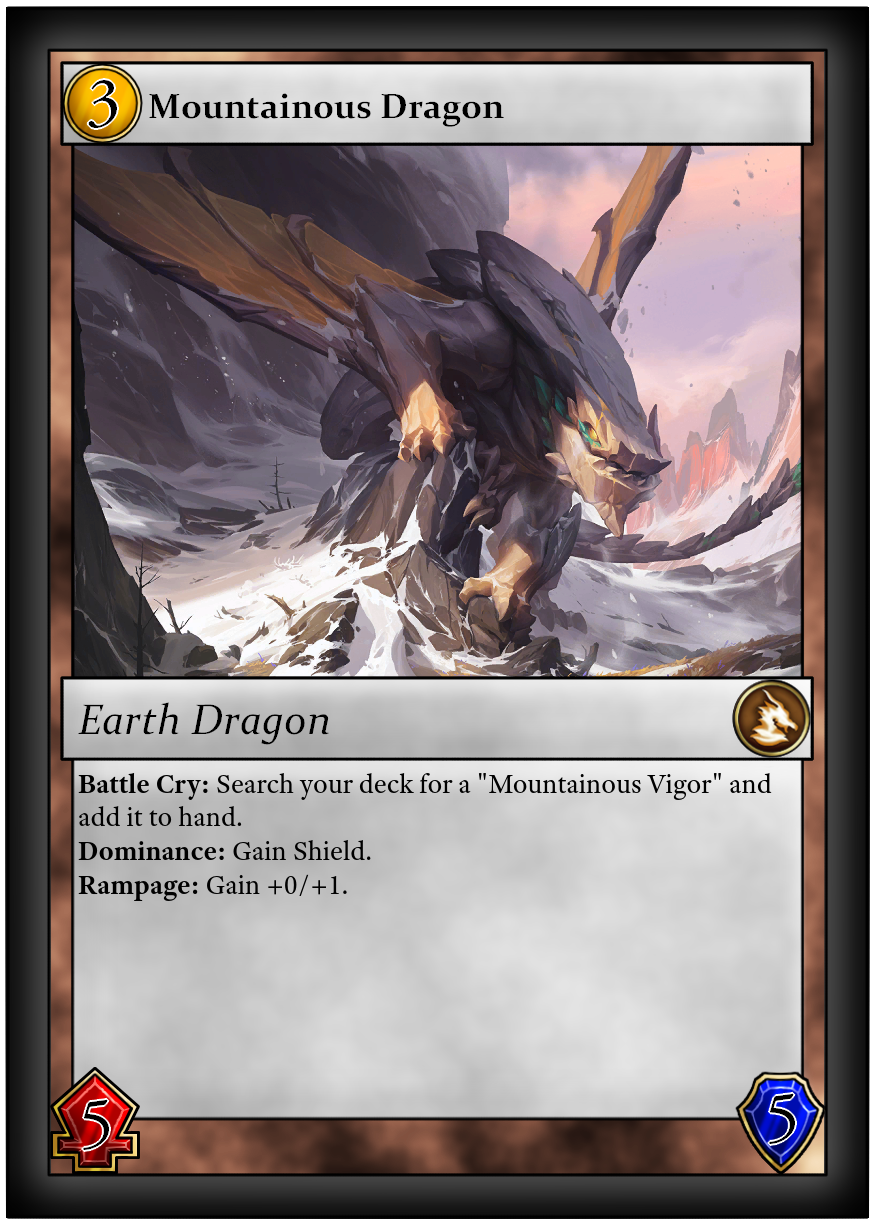 3
Mountainous Dragon
Earth Dragon
Battle Cry: Search your deck for a "Mountainous Vigor" and
add it to hand.
Dominance: Gain Shield.
Rampage: Gain +0/+1.
5
5